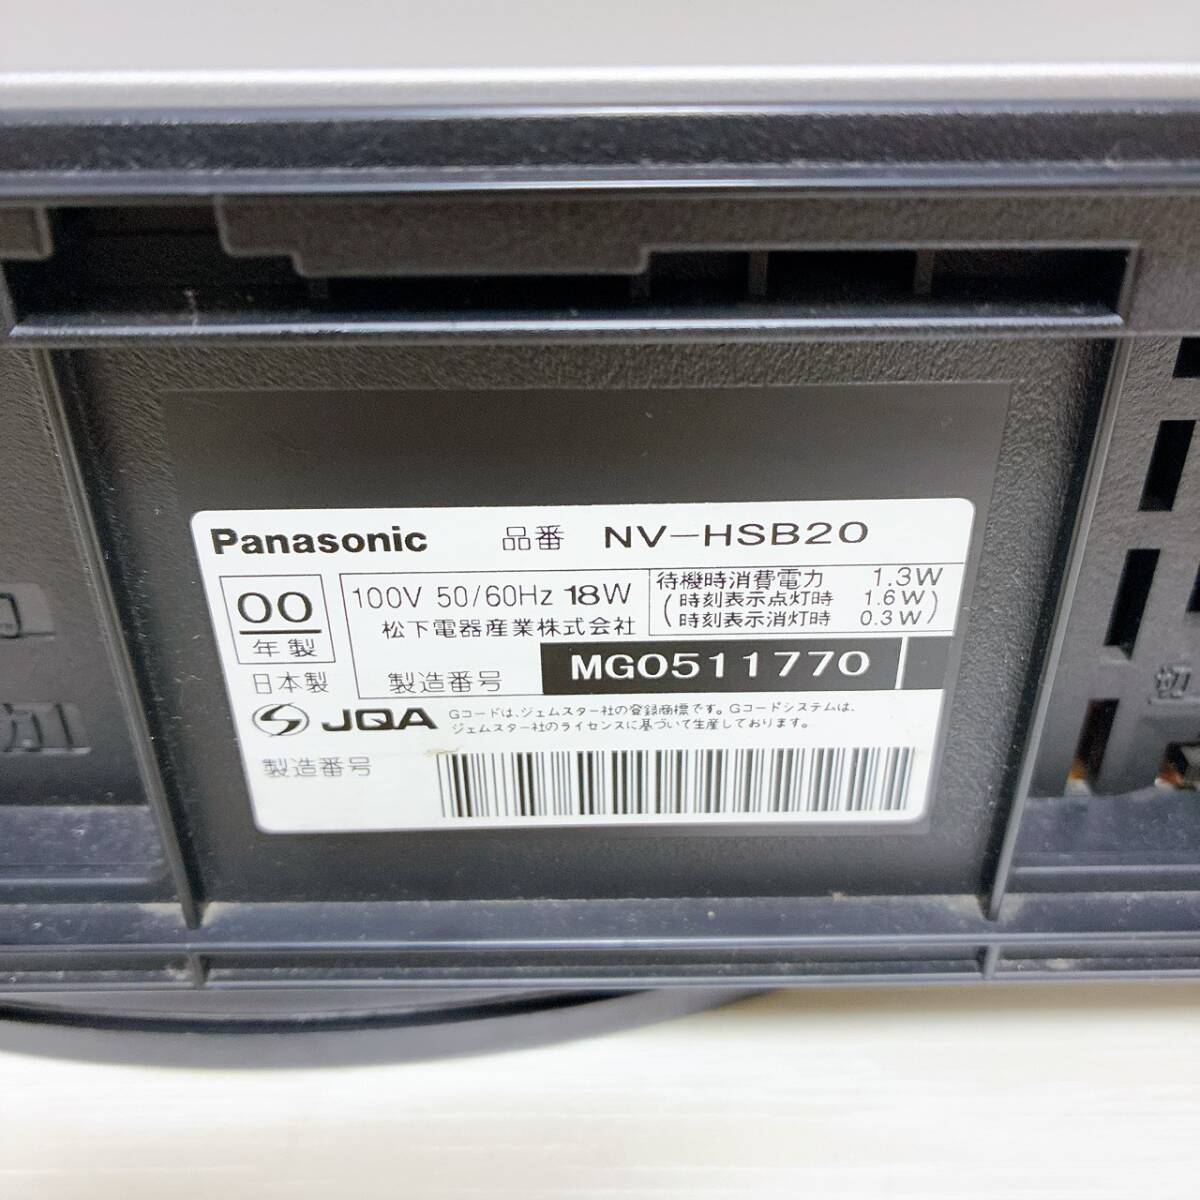 Panasonic 品番 NV-HSB20
00
年製
日本製
100V 50/60Hz 18W
松下電器産業株式会社
待機時消費電力 1.3W
(時刻表示点灯時 1.6W)
(時刻表示消灯時 0.3W)
製造番号 MG0511770
S JQA
Gコードは、ジェムスター社の登録商標です。Gコードシステムは、
ジェムスター社のライセンスに基づいて生産しております。
製造番号
切